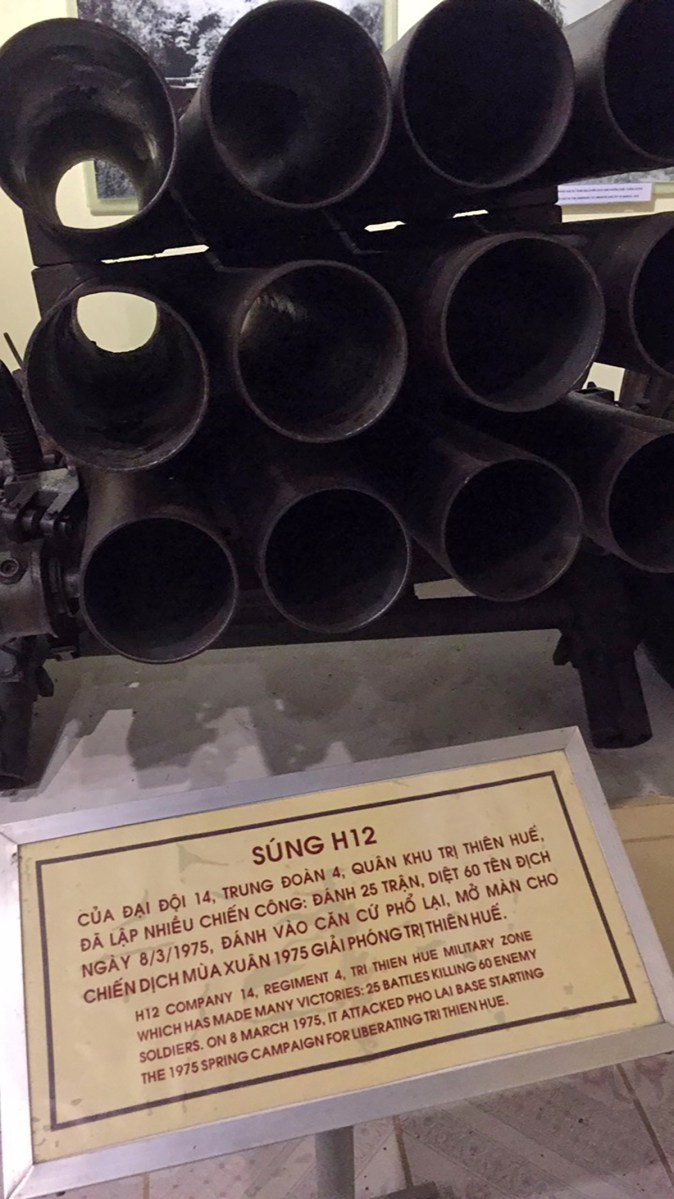 SÚNG H12
CỦA ĐẠI ĐỘI 14, TRUNG ĐOÀN 4, QUÂN KHU TRỊ THIÊN HUẾ,
ĐÃ LẬP NHIỀU CHIẾN CÔNG: ĐÁNH 25 TRẬN, DIỆT 60 TÊN ĐỊCH
NGÀY 8/3/1975, ĐÁNH VÀO CĂN CỨ PHỔ LẠI, MỞ MÀN CHO
CHIẾN DỊCH MÙA XUÂN 1975 GIẢI PHÓNG TRỊ THIÊN HUẾ.
H12 COMPANY 14, REGIMENT 4, TRI THIEN HUE MILITARY ZONE
WHICH HAS MADE MANY VICTORIES: 25 BATTLES KILLING 60 ENEMY
SOLDIERS. ON 8 MARCH 1975, IT ATTACKED PHO LAI BASE STARTING
THE 1975 SPRING CAMPAIGN FOR LIBERATING TRI THIEN HUE.